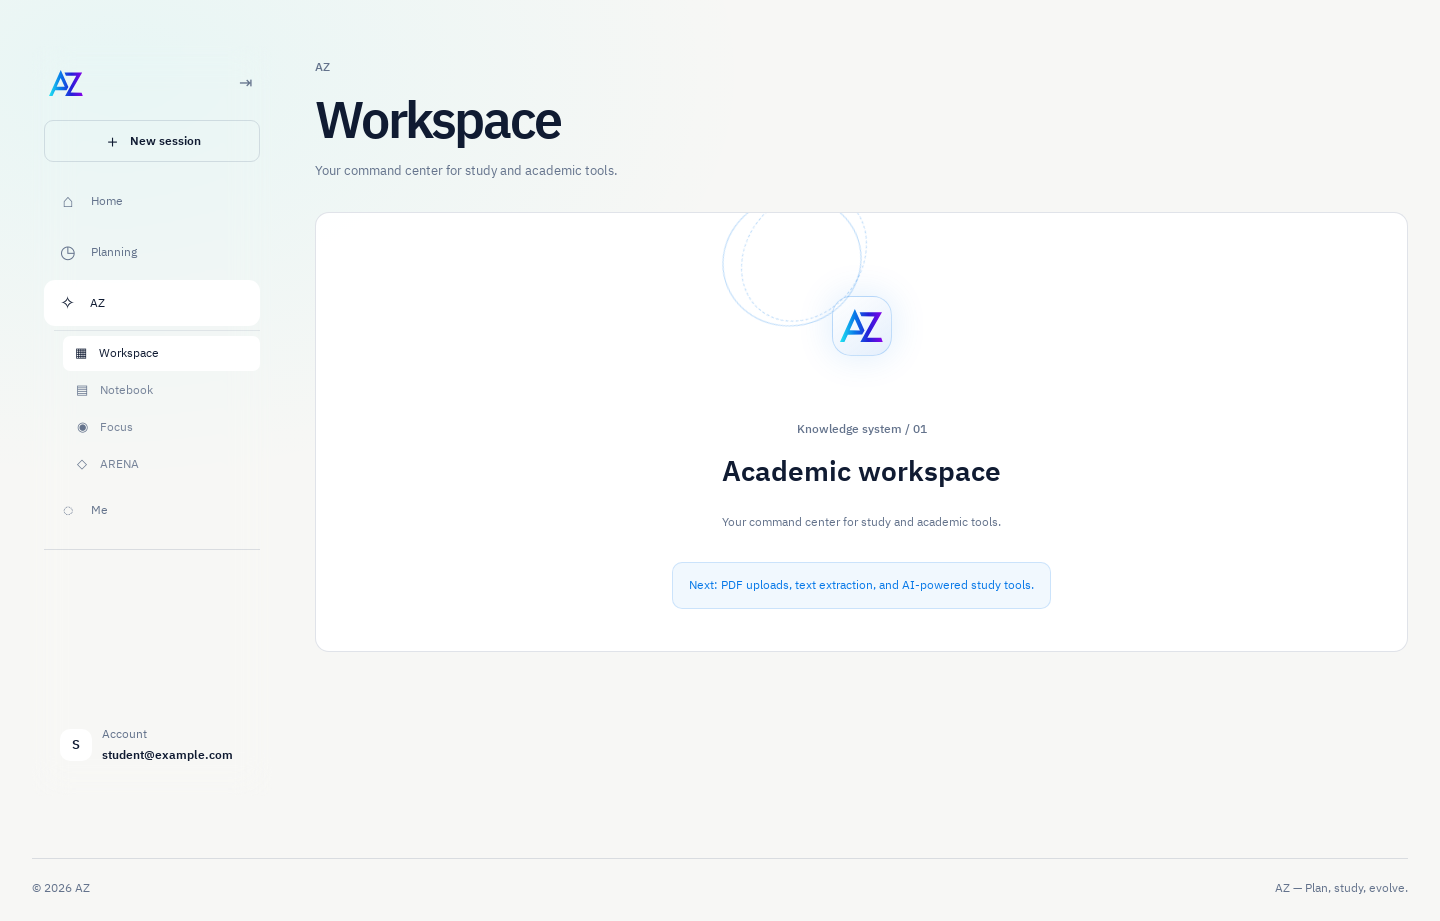 AZ
New session
Home
Planning
AZ
Workspace
Notebook
Focus
ARENA
Me
S
Account
student@example.com
AZ
Workspace
Your command center for study and academic tools.
AZ
Knowledge system / 01
Academic workspace
Your command center for study and academic tools.
Next: PDF uploads, text extraction, and AI-powered study tools.
© 2026 AZ
AZ — Plan, study, evolve.